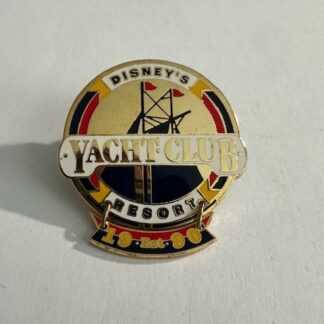 DISNEY'S
YACHT CLUB
RESORT
19 · Est · 90